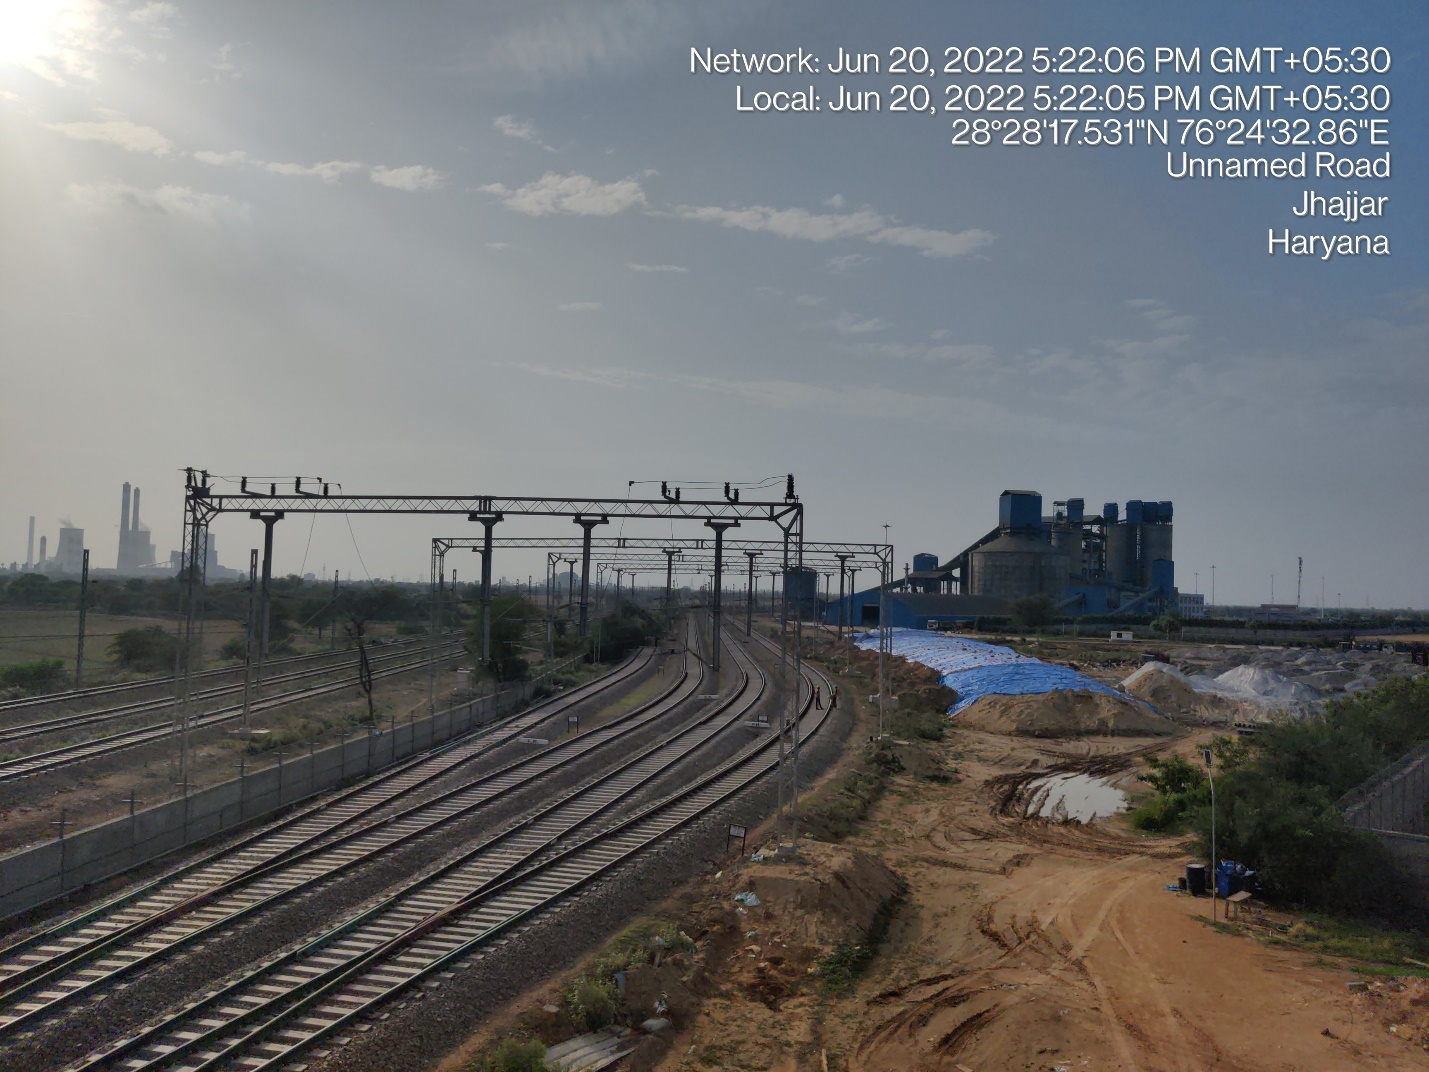 Network: Jun 20, 2022 5:22:06 PM GMT+05:30
Local: Jun 20, 2022 5:22:05 PM GMT+05:30
28°28'17.531"N 76°24'32.86"E
Unnamed Road
Jhajjar
Haryana